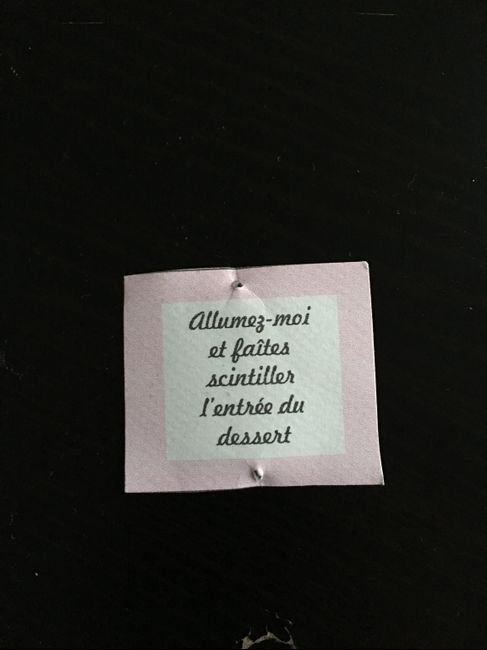 Allumez-moi
et faîtes
scintiller
l'entrée du
dessert